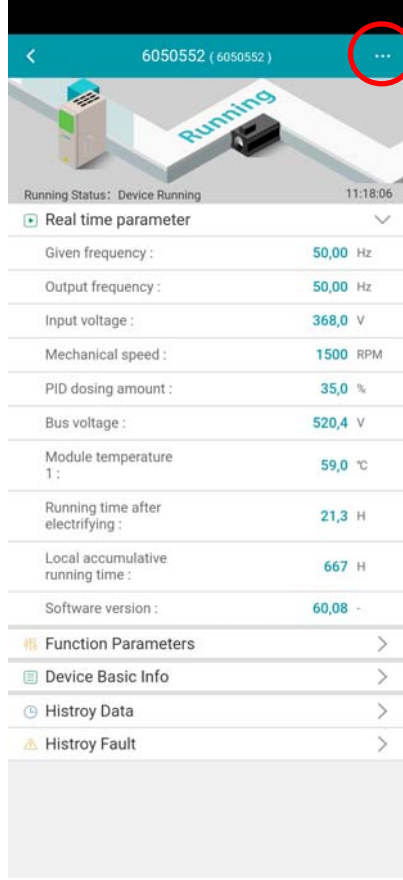 6050552 ( 6050552 )
...
Running
Running Status: Device Running 11:18:06
Real time parameter
Given frequency : 50,00 Hz
Output frequency : 50,00 Hz
Input voltage : 368,0 V
Mechanical speed : 1500 RPM
PID dosing amount : 35,0 %
Bus voltage : 520,4 V
Module temperature
1 : 59,0 ℃
Running time after
electrifying : 21,3 H
Local accumulative
running time : 667 H
Software version : 60,08 -
Function Parameters
Device Basic Info
Histroy Data
Histroy Fault